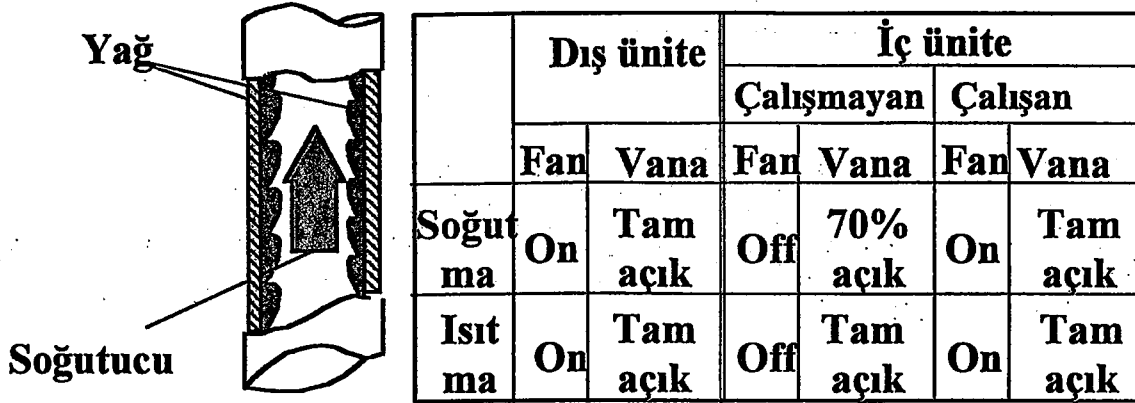 Yağ
Soğutucu
Dış ünite İç ünite
Çalışmayan Çalışan
Fan Vana Fan Vana Fan Vana
Soğut
ma On Tam
açık Off 70%
açık On Tam
açık
Isıt
ma On Tam
açık Off Tam
açık On Tam
açık